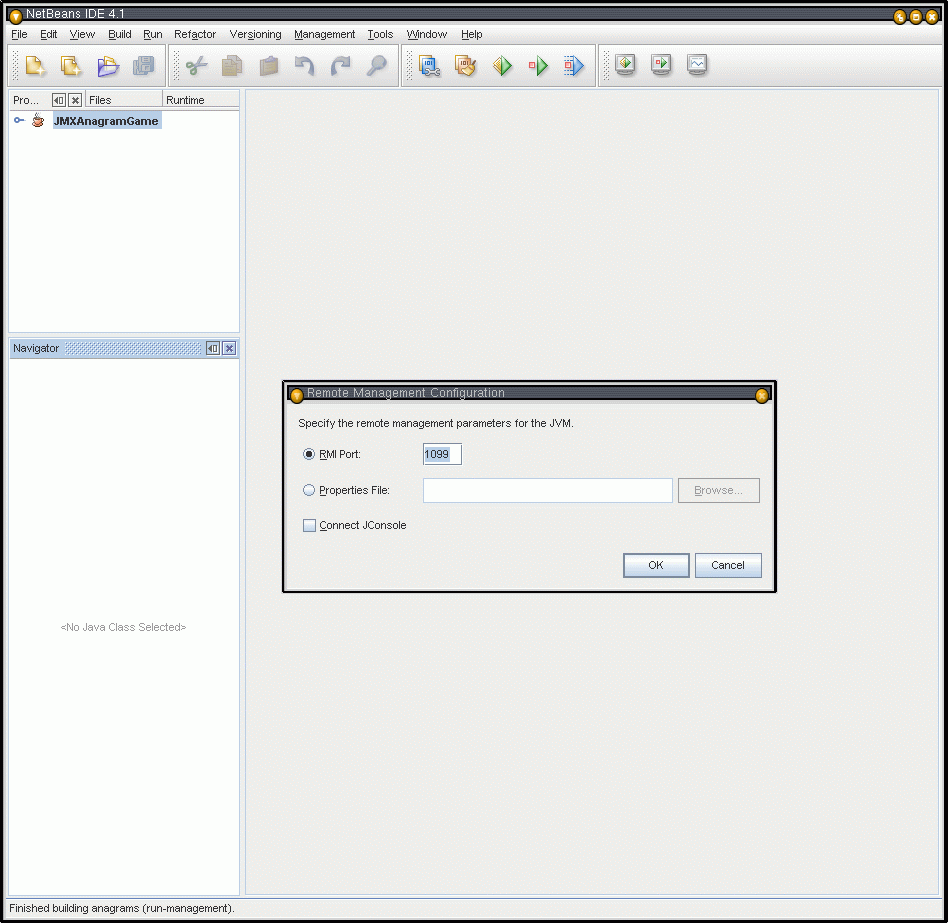 NetBeans IDE 4.1
File Edit View Build Run Refactor Versioning Management Tools Window Help
Pro... Files Runtime
JMXAnagramGame
Navigator
<No Java Class Selected>
Remote Management Configuration
Specify the remote management parameters for the JVM.
RMI Port: 1099
Properties File: Browse...
Connect JConsole
OK Cancel
Finished building anagrams (run-management).